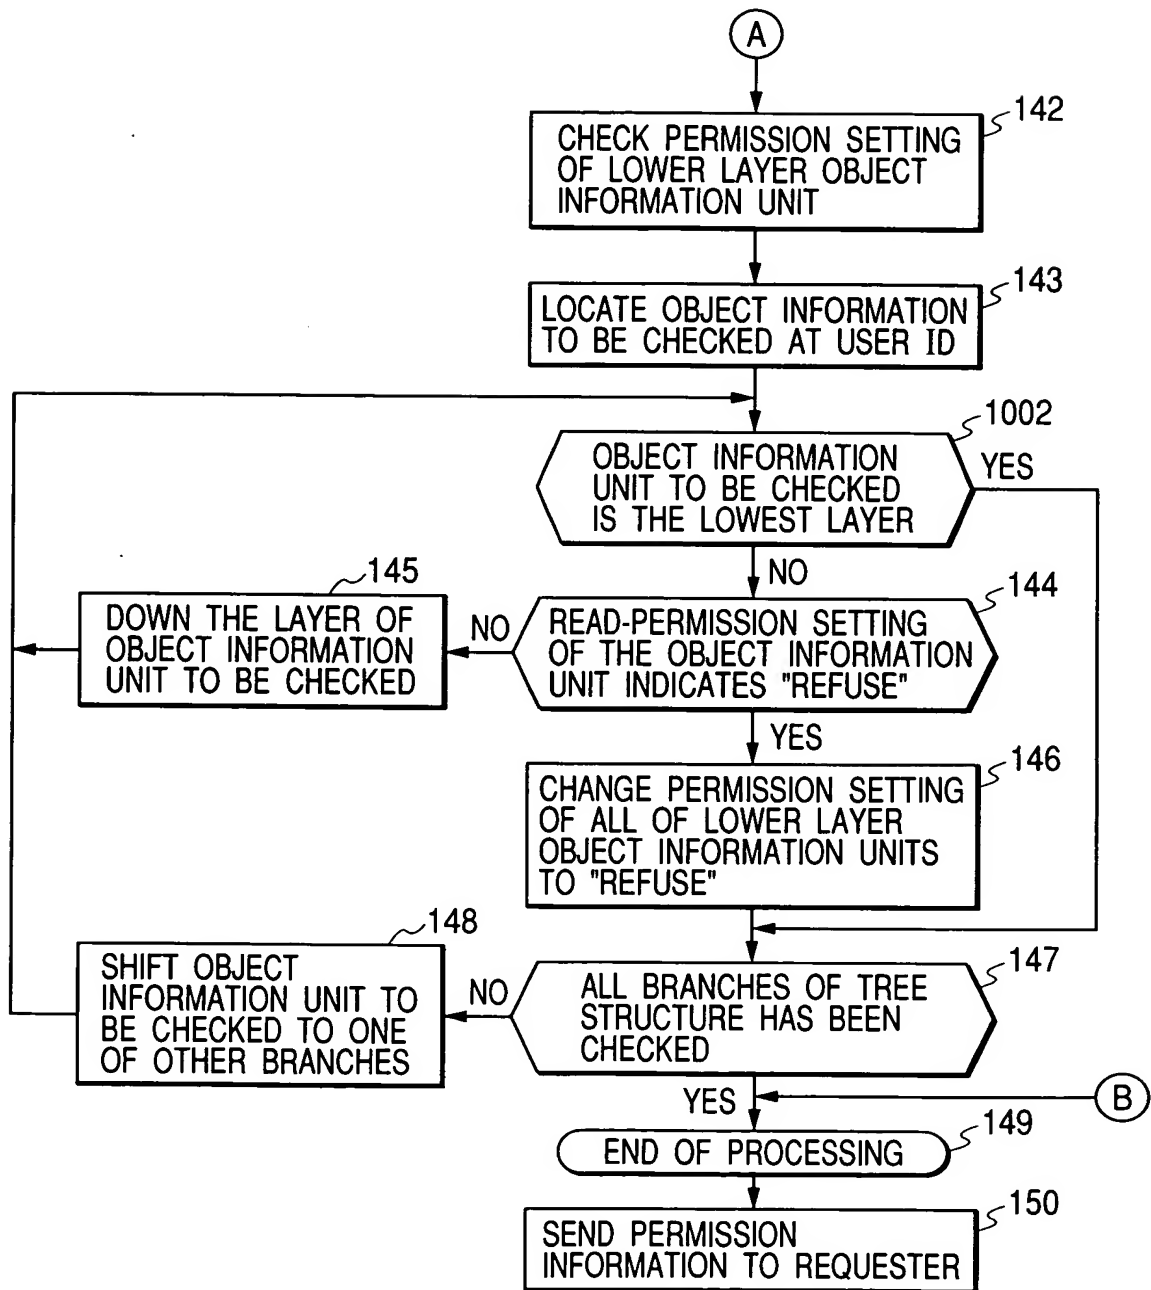 A
142
CHECK PERMISSION SETTING
OF LOWER LAYER OBJECT
INFORMATION UNIT
143
LOCATE OBJECT INFORMATION
TO BE CHECKED AT USER ID
1002
OBJECT INFORMATION
UNIT TO BE CHECKED
IS THE LOWEST LAYER
YES
NO
145
DOWN THE LAYER OF
OBJECT INFORMATION
UNIT TO BE CHECKED
NO
144
READ-PERMISSION SETTING
OF THE OBJECT INFORMATION
UNIT INDICATES "REFUSE"
YES
146
CHANGE PERMISSION SETTING
OF ALL OF LOWER LAYER
OBJECT INFORMATION UNITS
TO "REFUSE"
148
SHIFT OBJECT
INFORMATION UNIT TO
BE CHECKED TO ONE
OF OTHER BRANCHES
NO
147
ALL BRANCHES OF TREE
STRUCTURE HAS BEEN
CHECKED
YES
B
149
END OF PROCESSING
150
SEND PERMISSION
INFORMATION TO REQUESTER